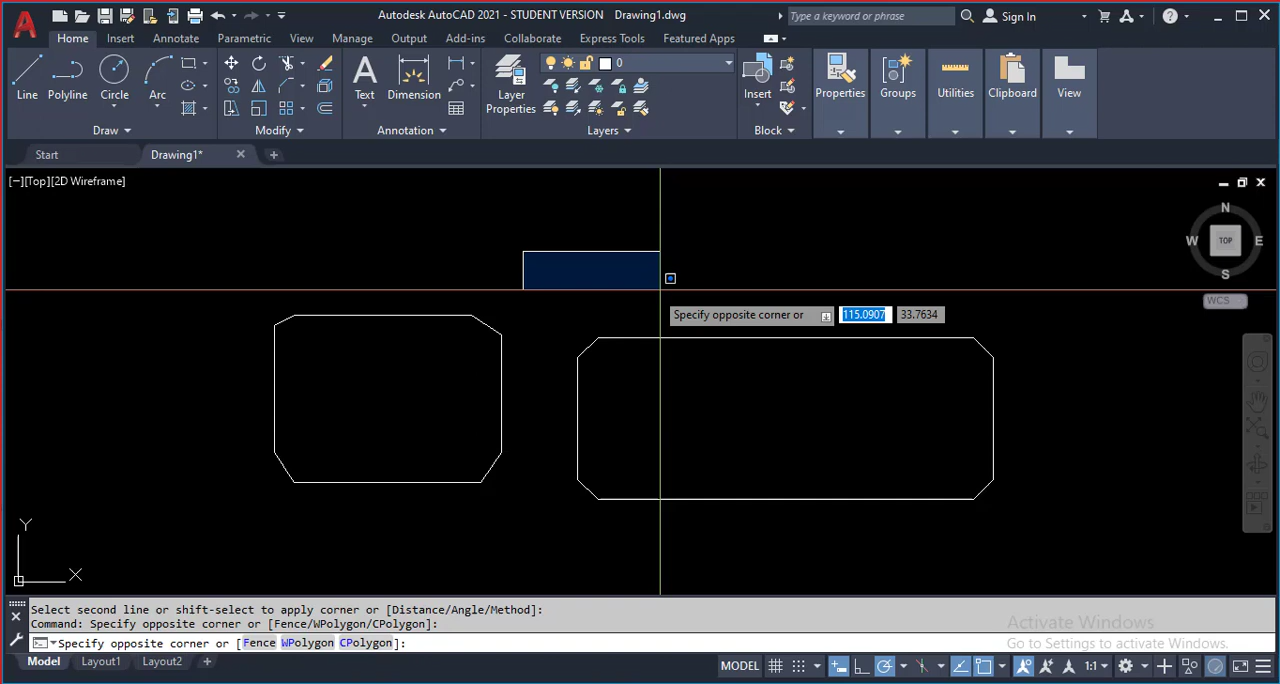 Autodesk AutoCAD 2021 - STUDENT VERSION Drawing1.dwg
Type a keyword or phrase
Sign In
Home Insert Annotate Parametric View Manage Output Add-ins Collaborate Express Tools Featured Apps
0
Line Polyline Circle Arc Text Dimension Layer Properties Insert Properties Groups Utilities Clipboard View
Draw Modify Annotation Layers Block
Start Drawing1*
[−][Top][2D Wireframe]
N
W TOP E
S
WCS
Specify opposite corner or 115.0907 33.7634
Y
X
Select second line or shift-select to apply corner or [Distance/Angle/Method]:
Command: Specify opposite corner or [Fence/WPolygon/CPolygon]:
Specify opposite corner or [Fence WPolygon CPolygon]:
Activate Windows
Go to Settings to activate Windows.
Model Layout1 Layout2 +
MODEL 1:1